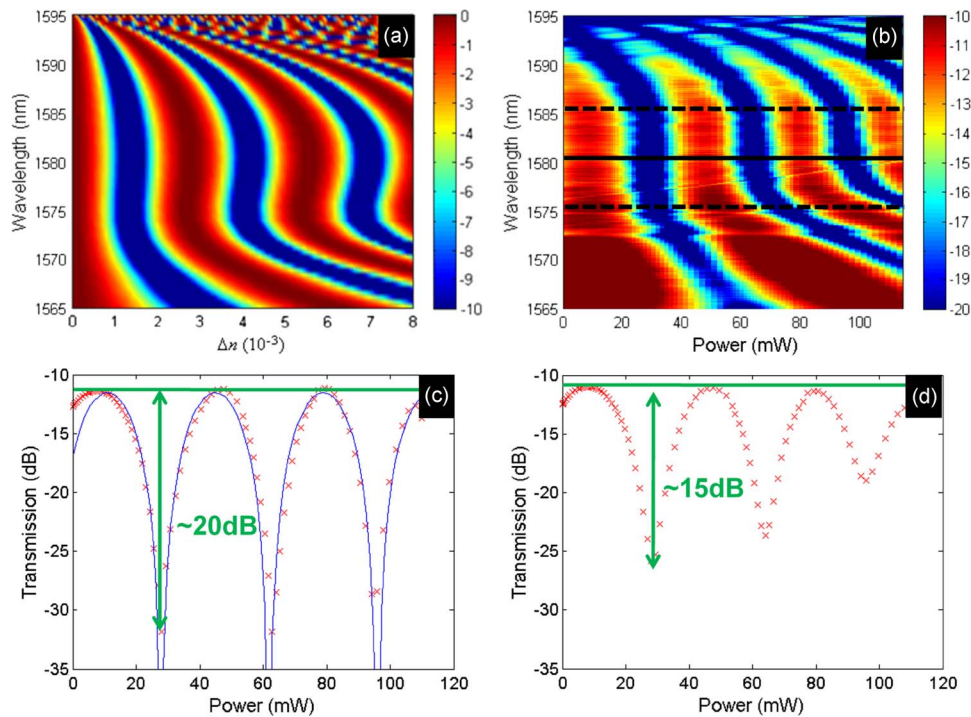 (a)
Wavelength (nm)
1595
1590
1585
1580
1575
1570
1565
0 1 2 3 4 5 6 7 8
Δn (10⁻³)
-0
-1
-2
-3
-4
-5
-6
-7
-8
-9
-10
(b)
Wavelength (nm)
1595
1590
1585
1580
1575
1570
1565
0 20 40 60 80 100
Power (mW)
-10
-11
-12
-13
-14
-15
-16
-17
-18
-19
-20
(c)
Transmission (dB)
-10
-15
-20
-25
-30
-35
~20dB
0 20 40 60 80 100 120
Power (mW)
(d)
Transmission (dB)
-10
-15
-20
-25
-30
-35
~15dB
0 20 40 60 80 100 120
Power (mW)